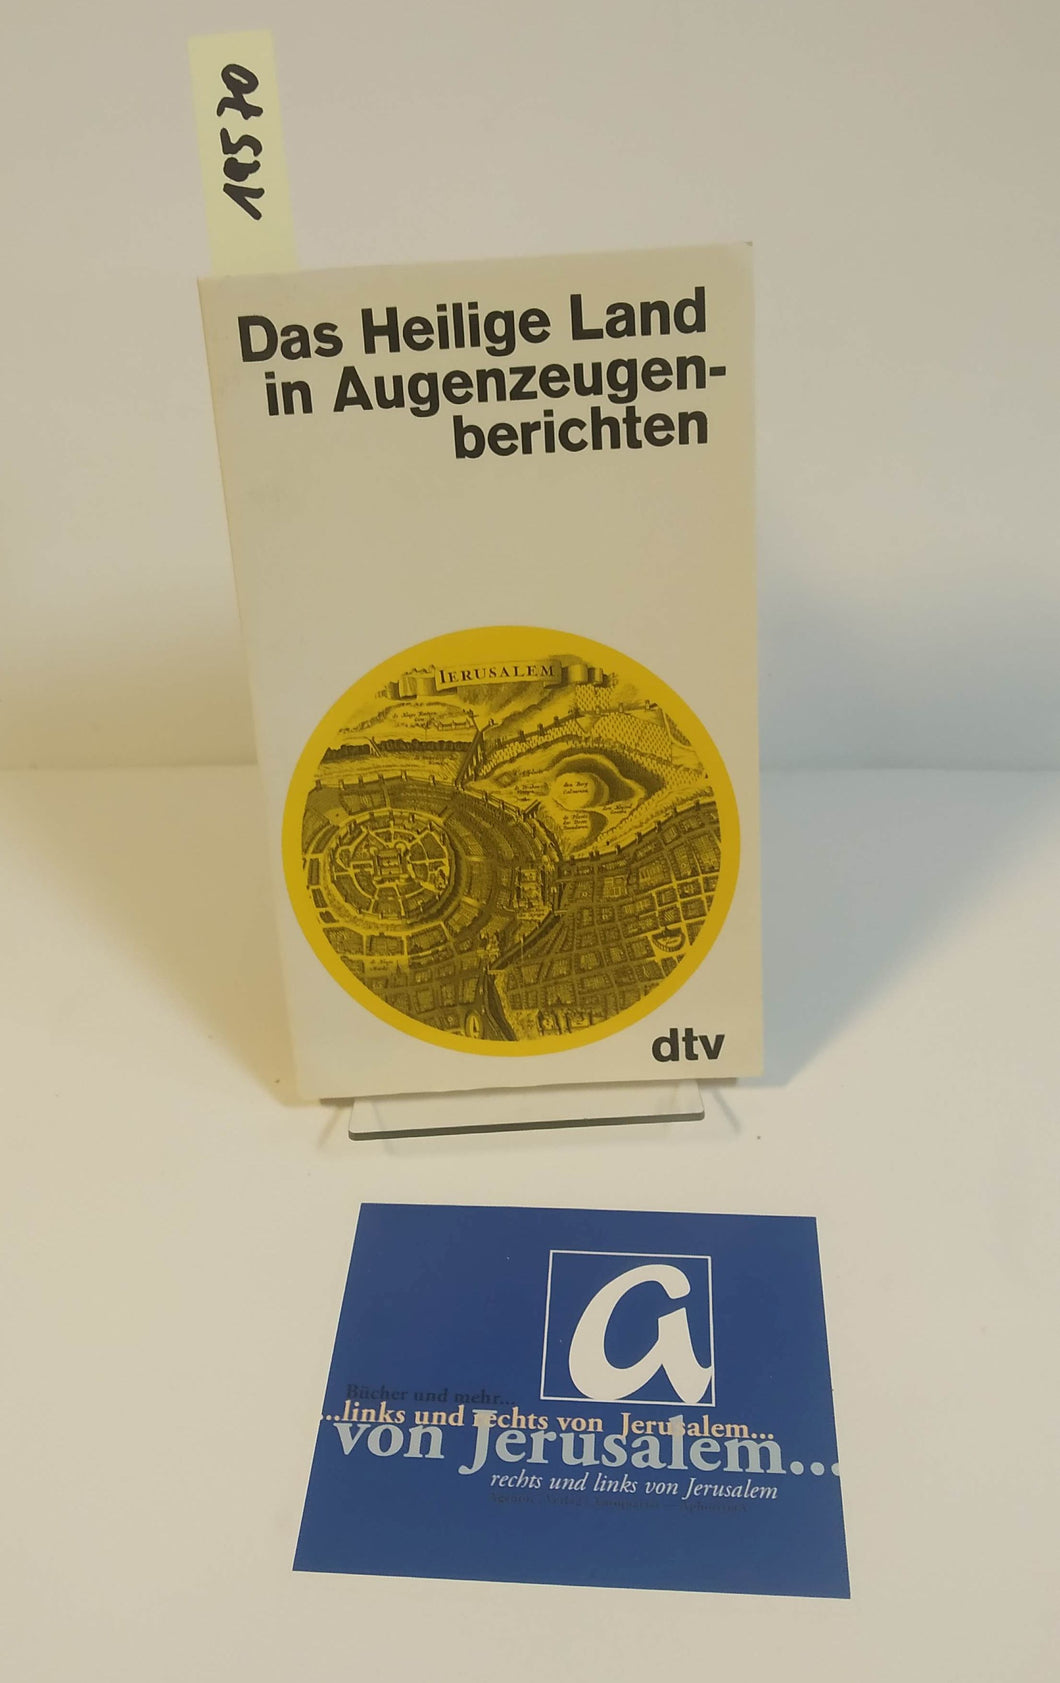 19570
Das Heilige Land
in Augenzeugen-
berichten
IERUSALEM
dtv
a
Bücher und mehr...
...links und rechts von Jerusalem...
von Jerusalem...
rechts und links von Jerusalem